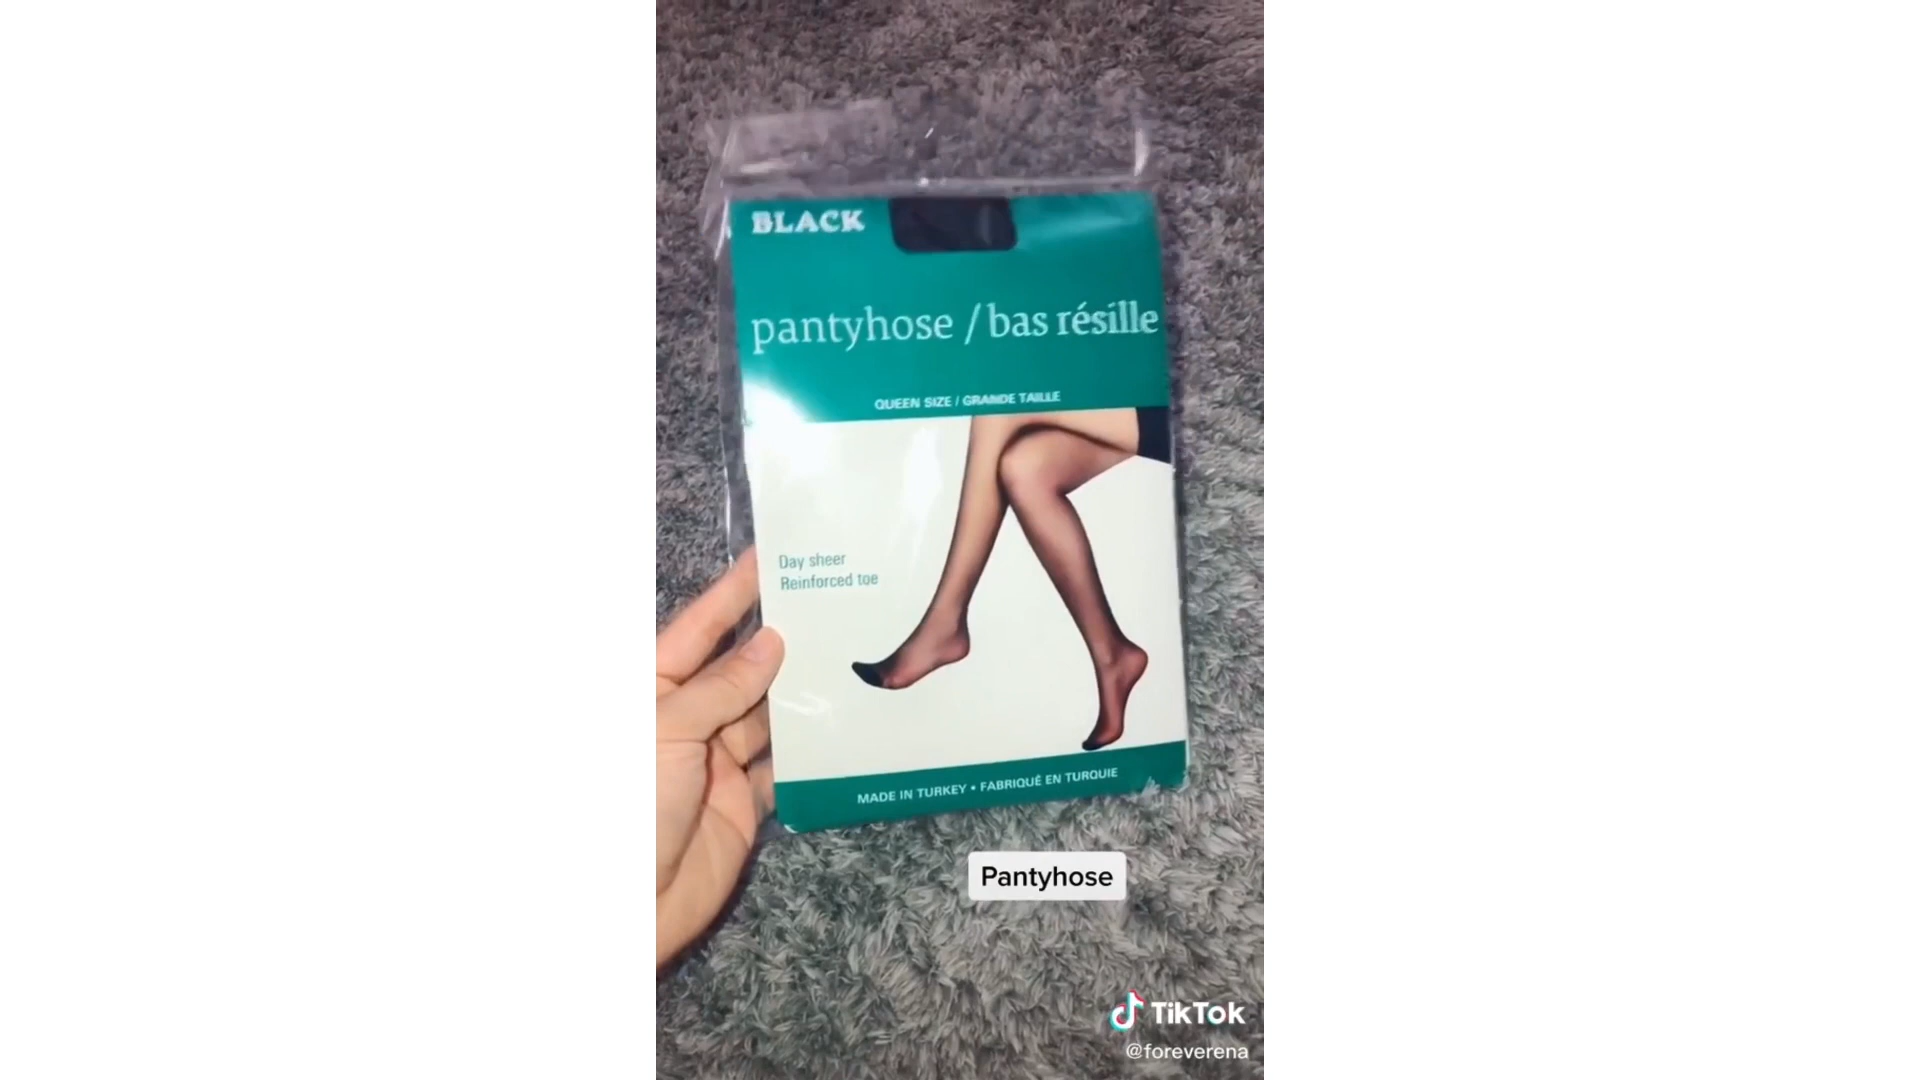 BLACK
pantyhose / bas résille
QUEEN SIZE / GRANDE TAILLE
Day sheer
Reinforced toe
MADE IN TURKEY • FABRIQUÉ EN TURQUIE
Pantyhose
TikTok
@foreverena